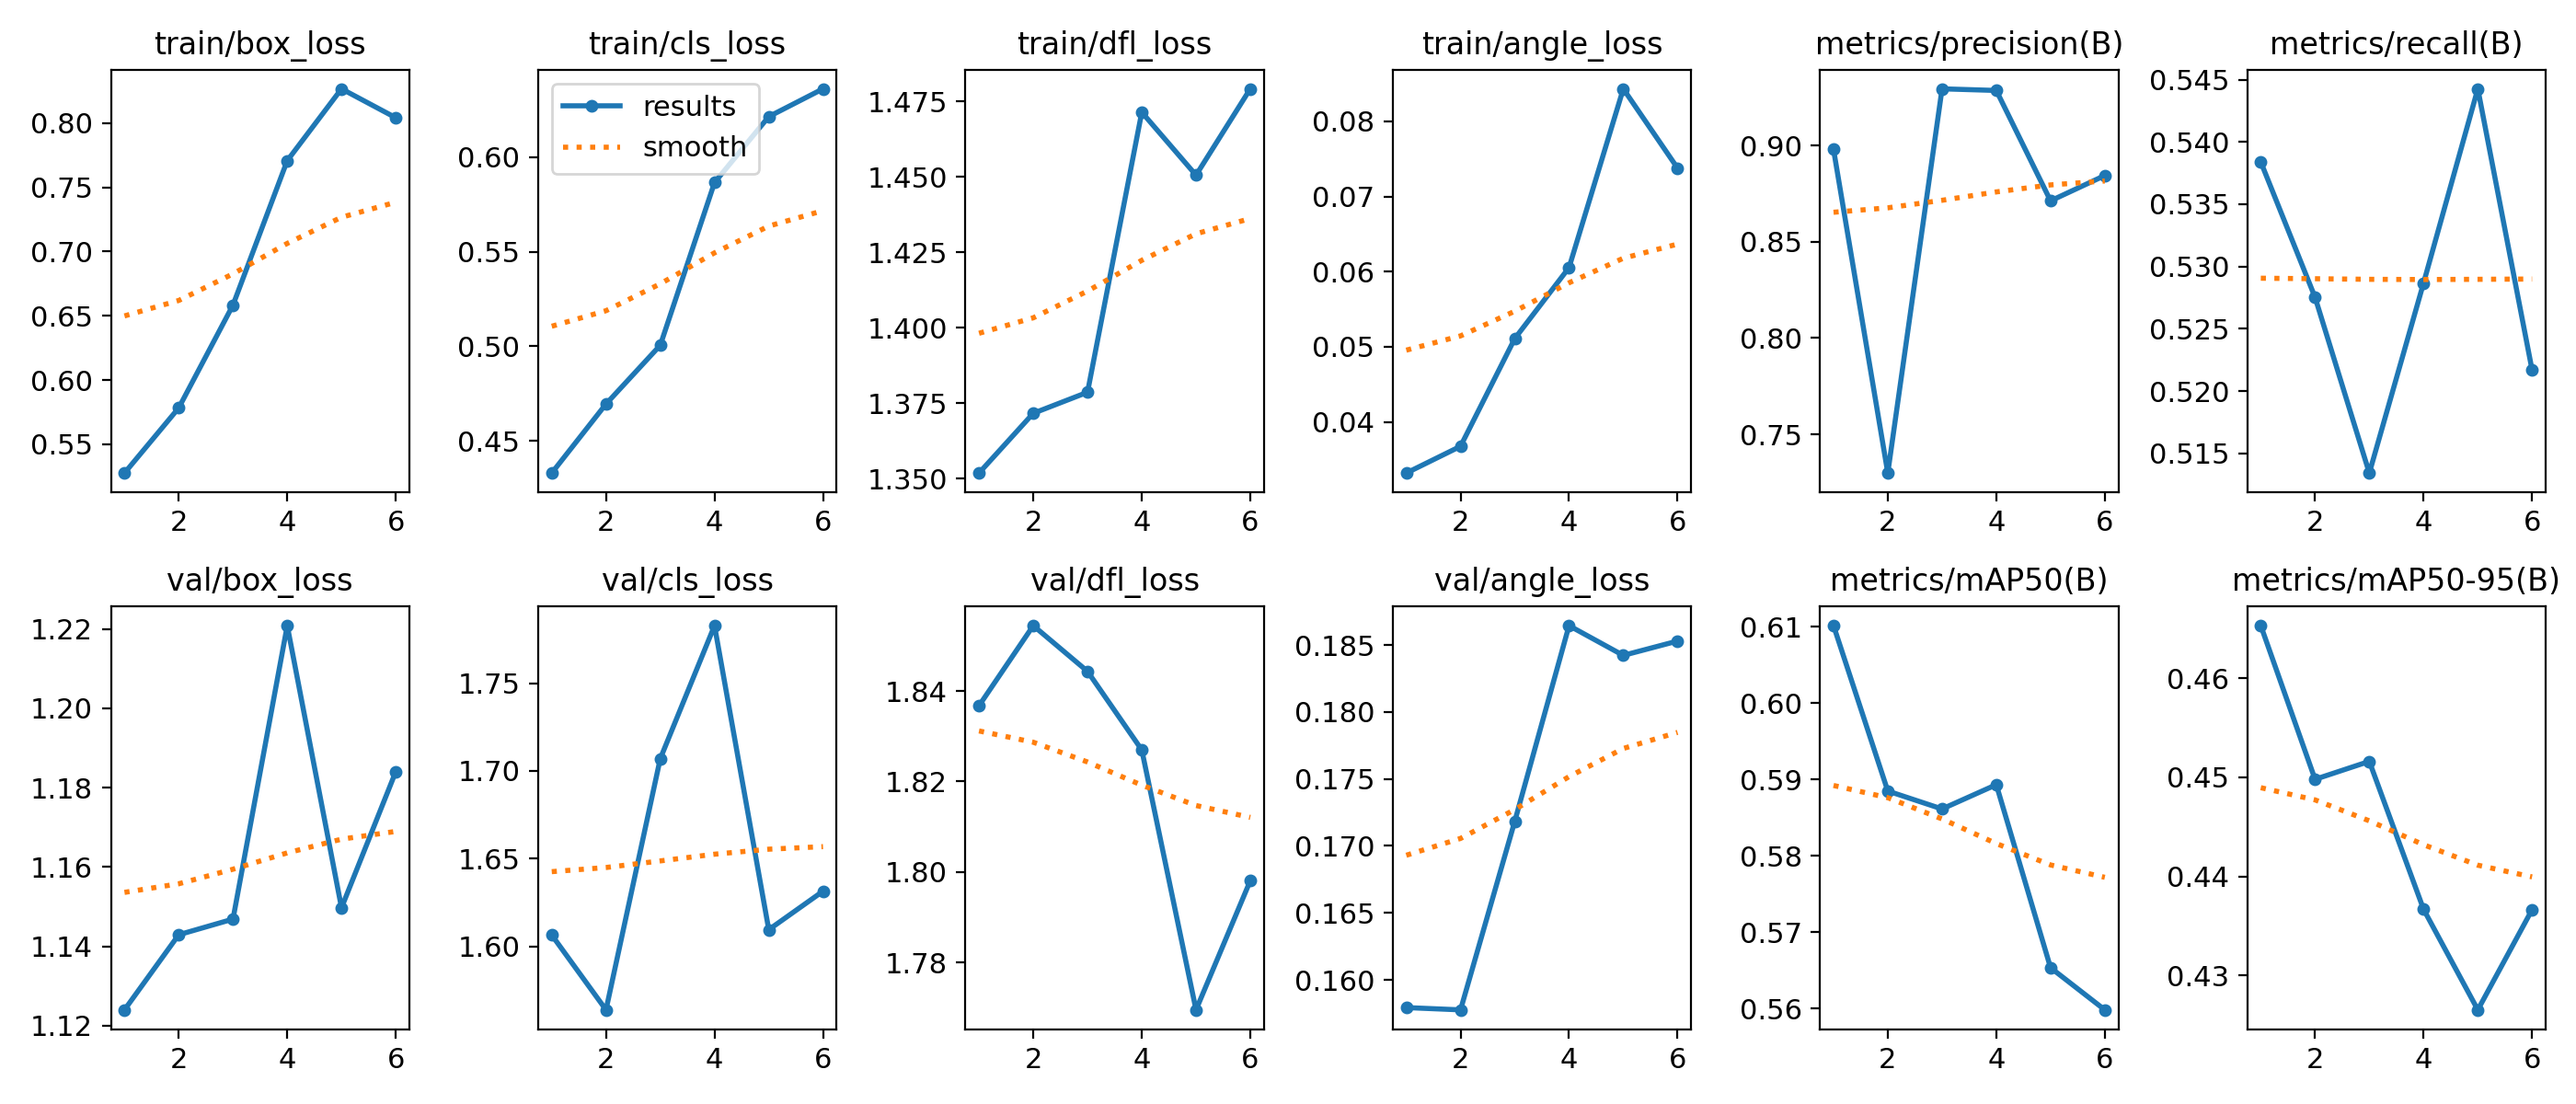 train/box_loss
0.80
0.75
0.70
0.65
0.60
0.55
2 4 6
train/cls_loss
results
smooth
0.60
0.55
0.50
0.45
2 4 6
train/dfl_loss
1.475
1.450
1.425
1.400
1.375
1.350
2 4 6
train/angle_loss
0.08
0.07
0.06
0.05
0.04
2 4 6
metrics/precision(B)
0.90
0.85
0.80
0.75
2 4 6
metrics/recall(B)
0.545
0.540
0.535
0.530
0.525
0.520
0.515
2 4 6
val/box_loss
1.22
1.20
1.18
1.16
1.14
1.12
2 4 6
val/cls_loss
1.75
1.70
1.65
1.60
2 4 6
val/dfl_loss
1.84
1.82
1.80
1.78
2 4 6
val/angle_loss
0.185
0.180
0.175
0.170
0.165
0.160
2 4 6
metrics/mAP50(B)
0.61
0.60
0.59
0.58
0.57
0.56
2 4 6
metrics/mAP50-95(B)
0.46
0.45
0.44
0.43
2 4 6